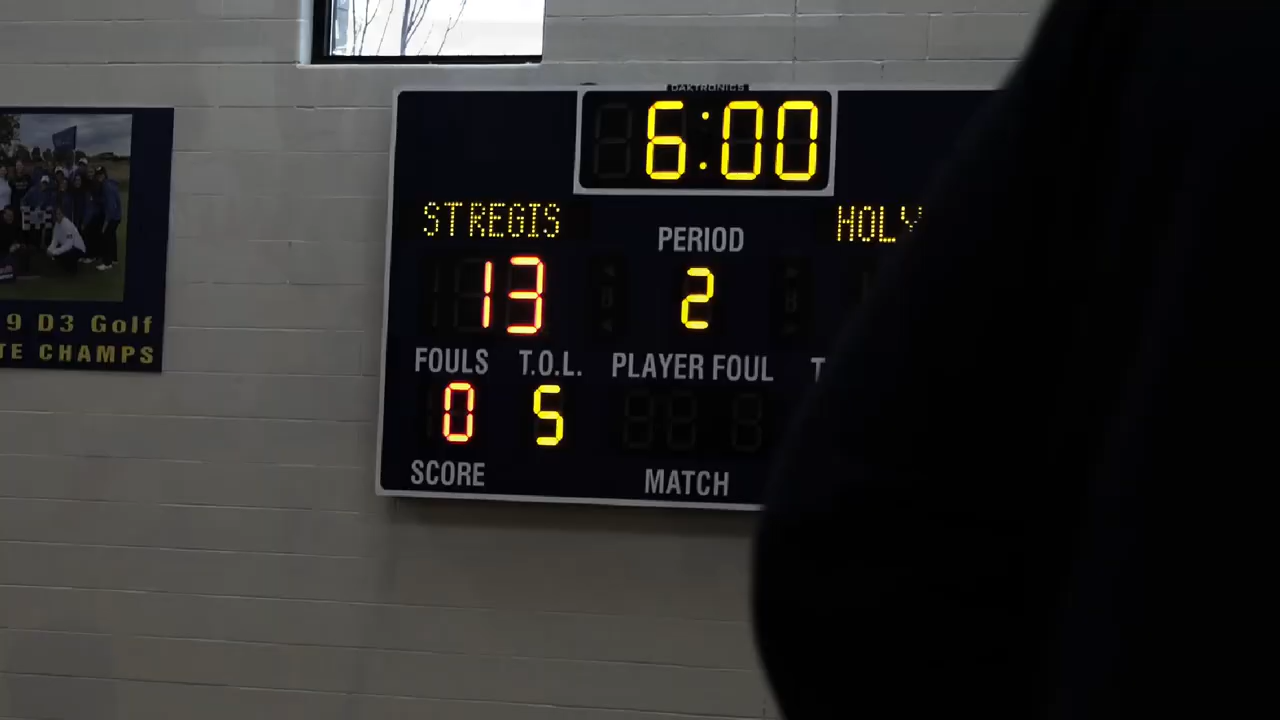 DAKTRONICS
6:00
ST REGIS
HOLY
PERIOD
13
2
FOULS T.O.L. PLAYER FOUL T
0 5
SCORE
MATCH
9 D3 Golf
TE CHAMPS